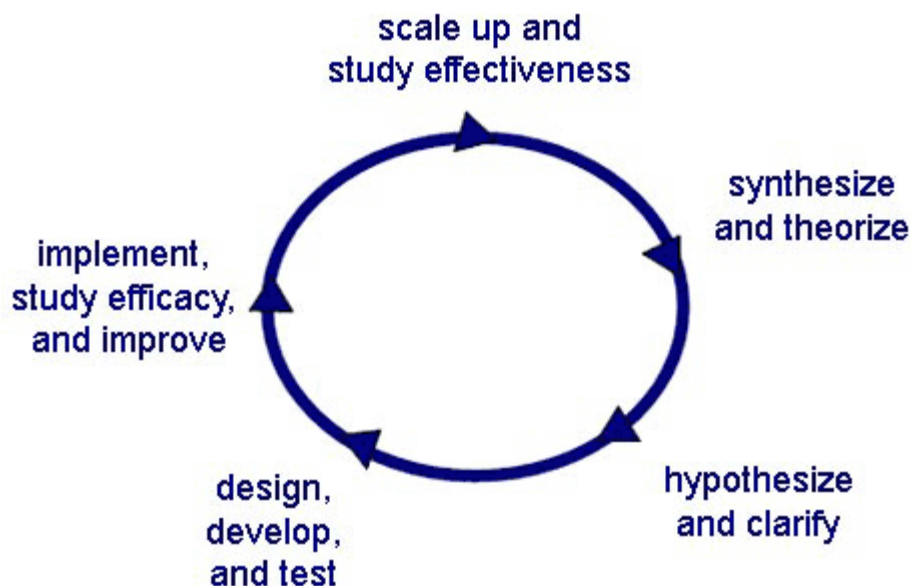 scale up and
study effectiveness
synthesize
and theorize
hypothesize
and clarify
design,
develop,
and test
implement,
study efficacy,
and improve